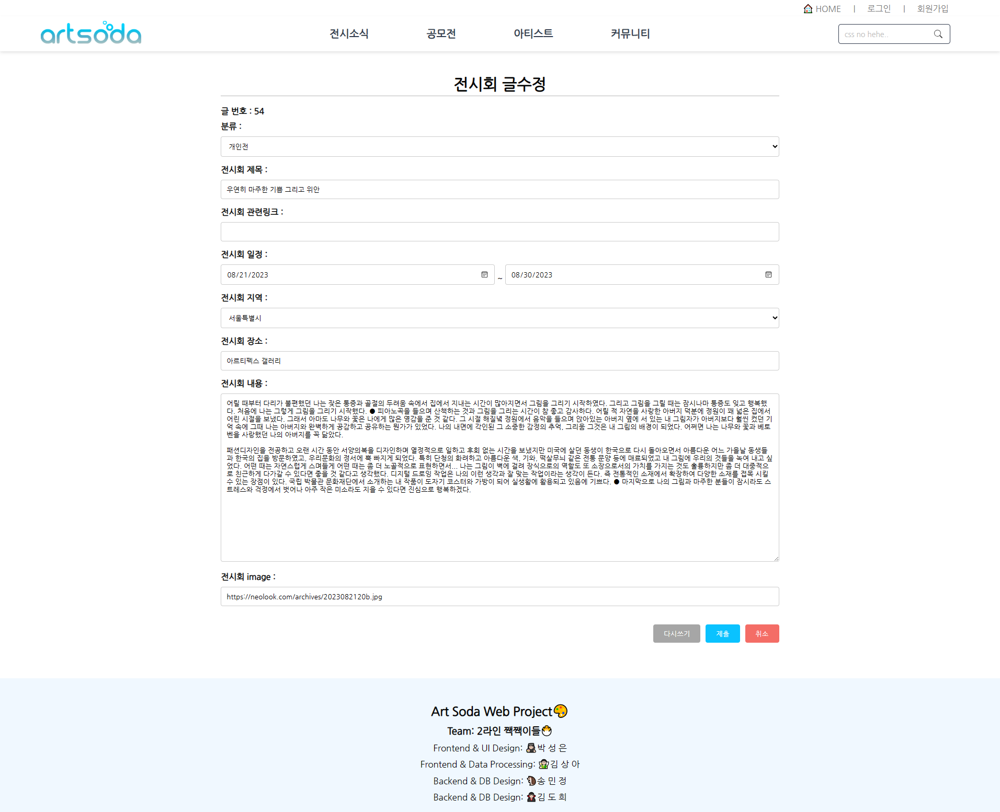 HOME | 로그인 | 회원가입
artsoda
전시소식 공모전 아티스트 커뮤니티
css no hehe..
전시회 글수정
글 번호 : 54
분류 :
개인전
전시회 제목 :
우연히 마주한 기쁨 그리고 위안
전시회 관련링크 :
전시회 일정 :
08/21/2023 ~ 08/30/2023
전시회 지역 :
서울특별시
전시회 장소 :
아르티펙스 갤러리
전시회 내용 :
어릴 때부터 다리가 불편했던 나는 잦은 통증과 골절의 두려움 속에서 집에서 지내는 시간이 많아지면서 그림을 그리기 시작하였다. 그리고 그림을 그릴 때는 잠시나마 통증도 잊고 행복했
다. 처음에 나는 그렇게 그림을 그리기 시작했다. ● 피아노곡을 들으며 산책하는 것과 그림을 그리는 시간이 참 좋고 감사하다. 어릴 적 자연을 사랑한 아버지 덕분에 정원이 꽤 넓은 집에서
어린 시절을 보냈다. 그래서 아마도 나무와 꽃은 나에게 많은 영감을 준 것 같다. 그 시절 해질녘 정원에서 음악을 들으며 앉아있는 아버지 옆에 서 있는 내 그림자가 아버지보다 훨씬 컸던 기
억 속에 그때 나는 아버지와 완벽하게 공감하고 공유하는 뭔가가 있었다. 나의 내면에 각인된 그 소중한 감정의 추억, 그리움 그것은 내 그림의 배경이 되었다. 어쩌면 나는 나무와 꽃과 베토
벤을 사랑했던 나의 아버지를 꼭 닮았다.
패션디자인을 전공하고 오랜 시간 동안 서양의복을 디자인하며 열정적으로 일하고 후회 없는 시간을 보냈지만 미국에 살던 동생이 한국으로 다시 돌아오면서 아름다운 어느 가을날 동생들
과 한국의 집을 방문하였고, 우리문화의 정서에 뿍 빠지게 되었다. 특히 단청의 화려하고 아름다운 색, 기와, 떡살무늬 같은 전통 문양 등에 매료되었고 내 그림에 우리의 것들을 녹여 내고 싶
었다. 어떤 때는 자연스럽게 스며들게 어떤 때는 좀 더 노골적으로 표현하면서... 나는 그림이 벽에 걸려 장식으로의 역할도 또 소장으로서의 가치를 가지는 것도 훌륭하지만 좀 더 대중적으
로 친근하게 다가갈 수 있다면 좋을 것 같다고 생각했다. 디지털 드로잉 작업은 나의 이런 생각과 잘 맞는 작업이라는 생각이 든다. 즉 전통적인 소재에서 확장하여 다양한 소재를 접목 시킬
수 있는 장점이 있다. 국립 박물관 문화재단에서 소개하는 내 작품이 도자기 코스터와 가방이 되어 실생활에 활용되고 있음에 기쁘다. ● 마지막으로 나의 그림과 마주한 분들이 잠시라도 스
트레스와 걱정에서 벗어나 아주 작은 미소라도 지을 수 있다면 진심으로 행복하겠다.
전시회 image :
https://neolook.com/archives/2023082120b.jpg
다시쓰기 제출 취소
Art Soda Web Project
Team: 2라인 짹짹이들
Frontend & UI Design: 박 성 은
Frontend & Data Processing: 김 상 아
Backend & DB Design: 송 민 정
Backend & DB Design: 김 도 희